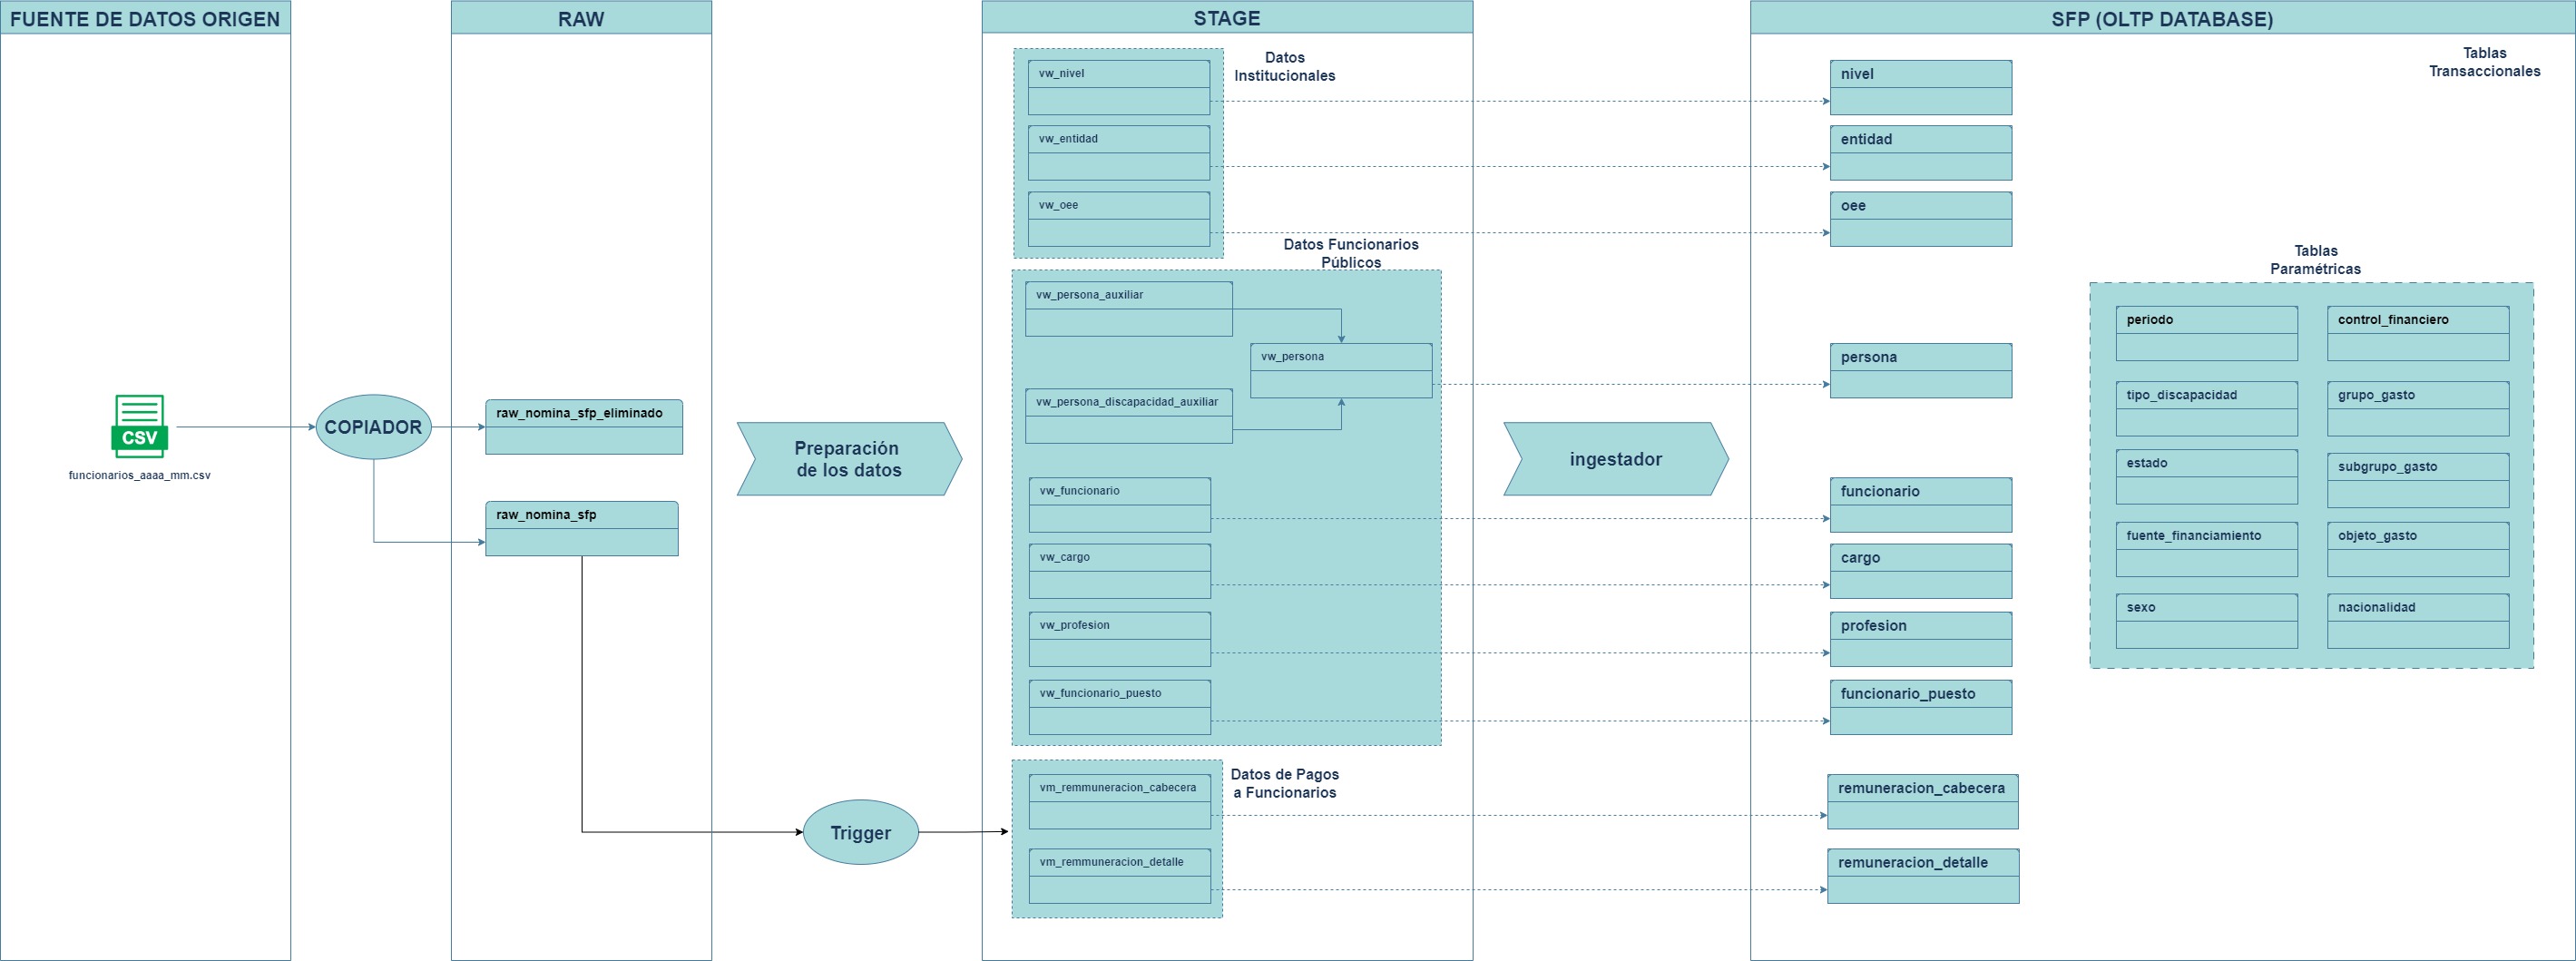 FUENTE DE DATOS ORIGEN
CSV
funcionarios_aaaa_mm.csv
COPIADOR
RAW
raw_nomina_sfp_eliminado
raw_nomina_sfp
Preparación
de los datos
Trigger
STAGE
Datos
Institucionales
vw_nivel
vw_entidad
vw_oee
Datos Funcionarios
Públicos
vw_persona_auxiliar
vw_persona
vw_persona_discapacidad_auxiliar
vw_funcionario
vw_cargo
vw_profesion
vw_funcionario_puesto
Datos de Pagos
a Funcionarios
vm_remmuneracion_cabecera
vm_remmuneracion_detalle
ingestador
SFP (OLTP DATABASE)
Tablas
Transaccionales
nivel
entidad
oee
persona
funcionario
cargo
profesion
funcionario_puesto
remuneracion_cabecera
remuneracion_detalle
Tablas
Paramétricas
periodo
control_financiero
tipo_discapacidad
grupo_gasto
estado
subgrupo_gasto
fuente_financiamiento
objeto_gasto
sexo
nacionalidad